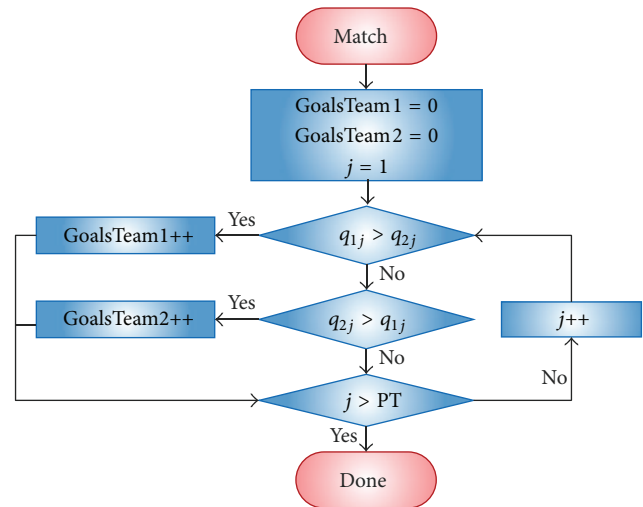 Match
GoalsTeam1 = 0
GoalsTeam2 = 0
j = 1
Yes
GoalsTeam1++
q1j > q2j
No
Yes
GoalsTeam2++
q2j > q1j
j++
No
No
j > PT
Yes
Done